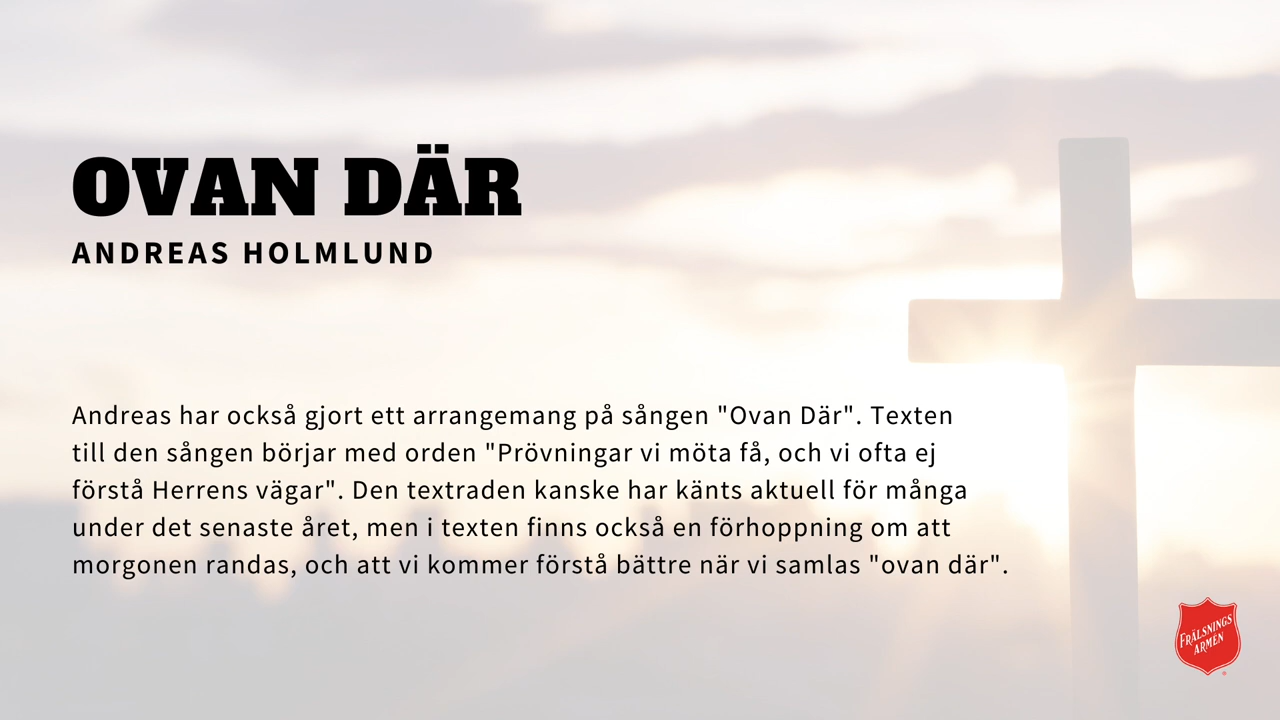 OVAN DÄR
ANDREAS HOLMLUND
Andreas har också gjort ett arrangemang på sången "Ovan Där". Texten
till den sången börjar med orden "Prövningar vi möta få, och vi ofta ej
förstå Herrens vägar". Den textraden kanske har känts aktuell för många
under det senaste året, men i texten finns också en förhoppning om att
morgonen randas, och att vi kommer förstå bättre när vi samlas "ovan där".
FRÄLSNINGS
ARMÉN